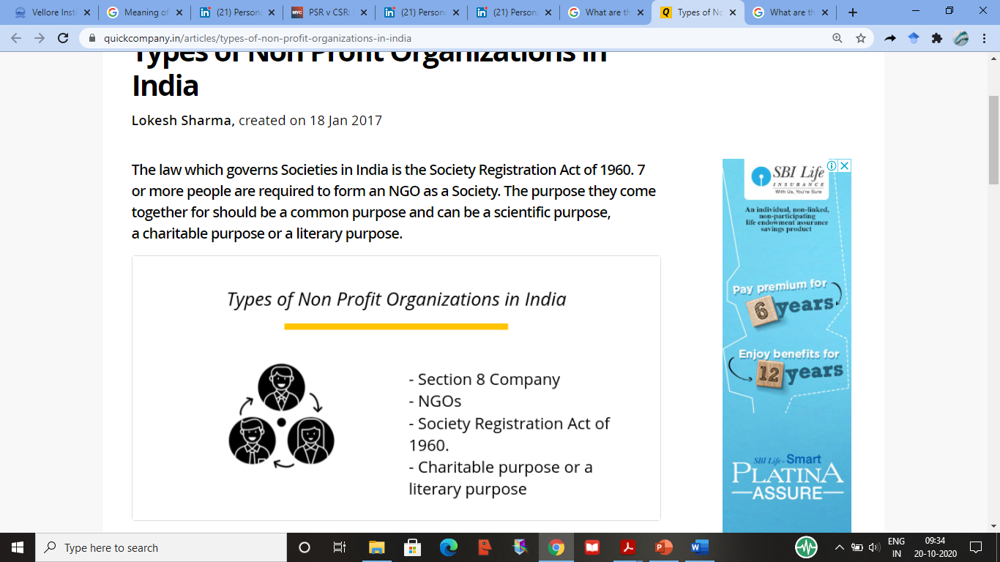 Vellore Inst
Meaning of
(21) Person
MYC
PSR v CSR:
(21) Person
(21) Person
What are th
Types of No
What are th
quickcompany.in/articles/types-of-non-profit-organizations-in-india
Types of Non Profit Organizations in
India
Lokesh Sharma, created on 18 Jan 2017
The law which governs Societies in India is the Society Registration Act of 1960. 7
or more people are required to form an NGO as a Society. The purpose they come
together for should be a common purpose and can be a scientific purpose,
a charitable purpose or a literary purpose.
Types of Non Profit Organizations in India
- Section 8 Company
- NGOs
- Society Registration Act of
1960.
- Charitable purpose or a
literary purpose
SBI Life
INSURANCE
With Us, You're Sure
An individual, non-linked,
non-participating
life endowment assurance
savings product
Pay premium for
6 years
Enjoy benefits for
12 years
SBI Life - Smart
PLATINA
ASSURE
Type here to search
ENG
IN
09:34
20-10-2020